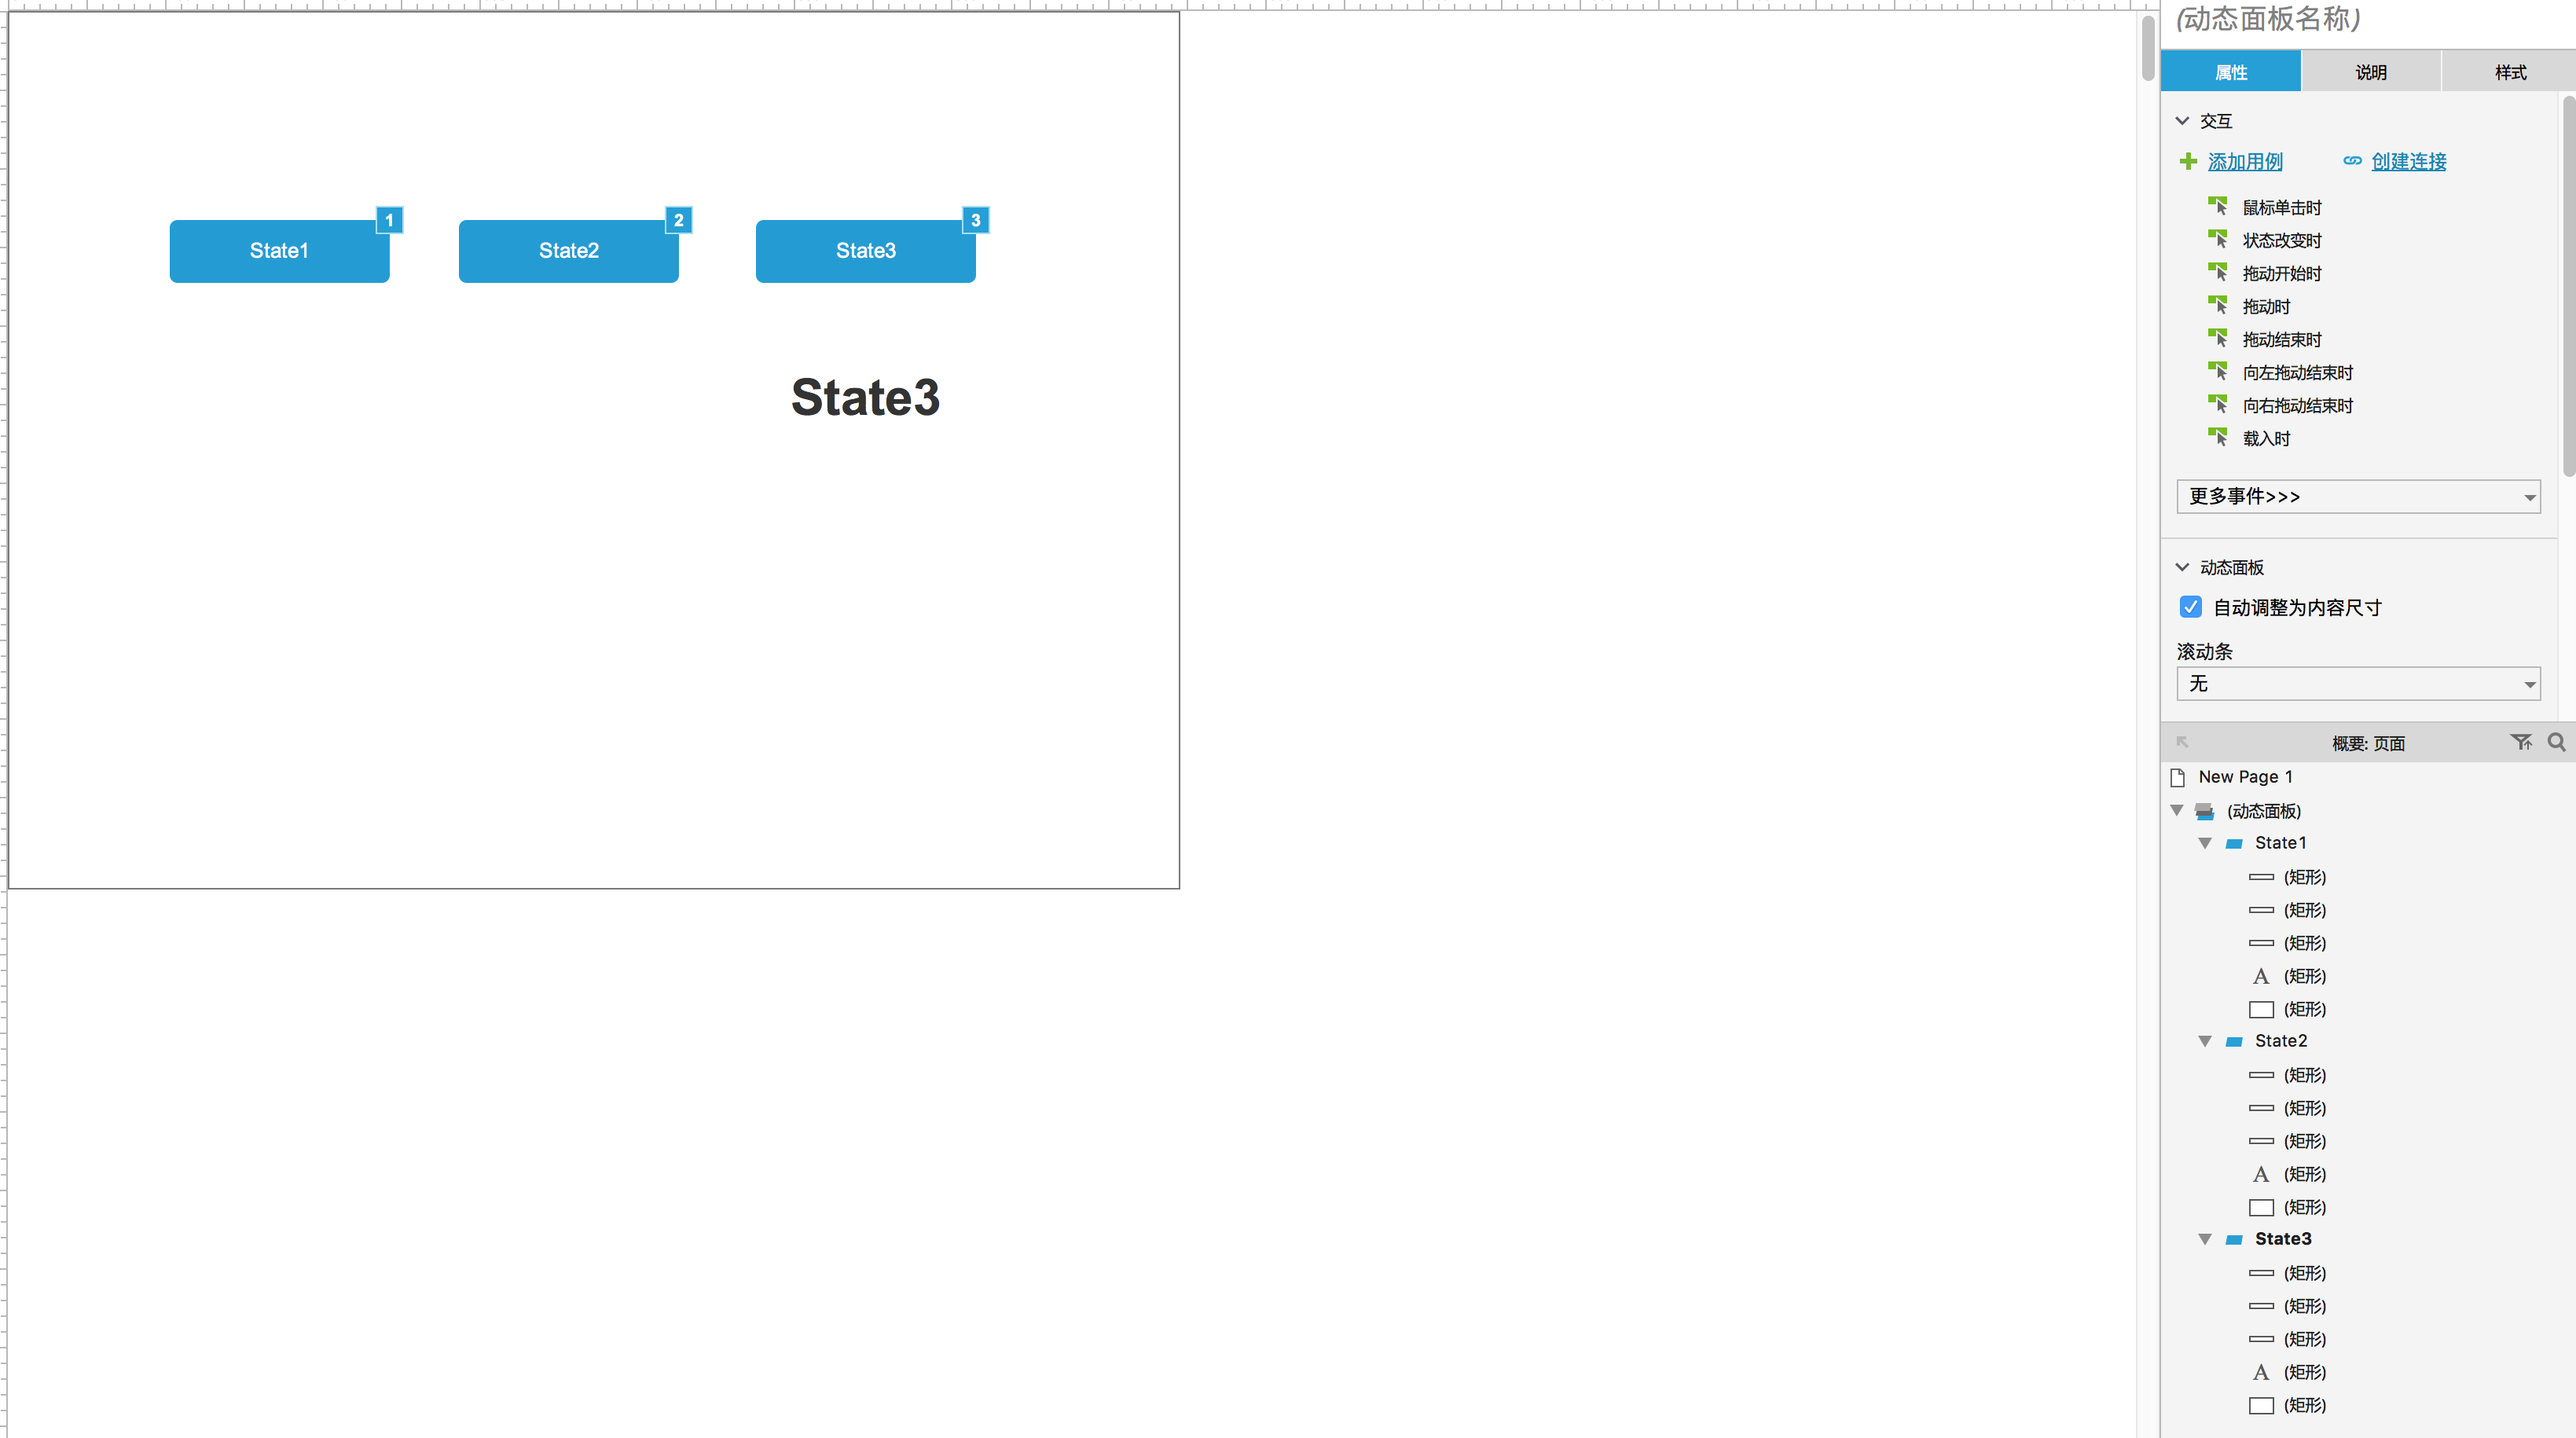 (动态面板名称)
属性 说明 样式
交互
添加用例 创建连接
鼠标单击时
状态改变时
拖动开始时
拖动时
拖动结束时
向左拖动结束时
向右拖动结束时
载入时
更多事件>>>
动态面板
自动调整为内容尺寸
滚动条
无
1 2 3
State1 State2 State3
State3
概要: 页面
New Page 1
(动态面板)
State1
(矩形)
(矩形)
(矩形)
A (矩形)
(矩形)
State2
(矩形)
(矩形)
(矩形)
A (矩形)
(矩形)
State3
(矩形)
(矩形)
(矩形)
A (矩形)
(矩形)